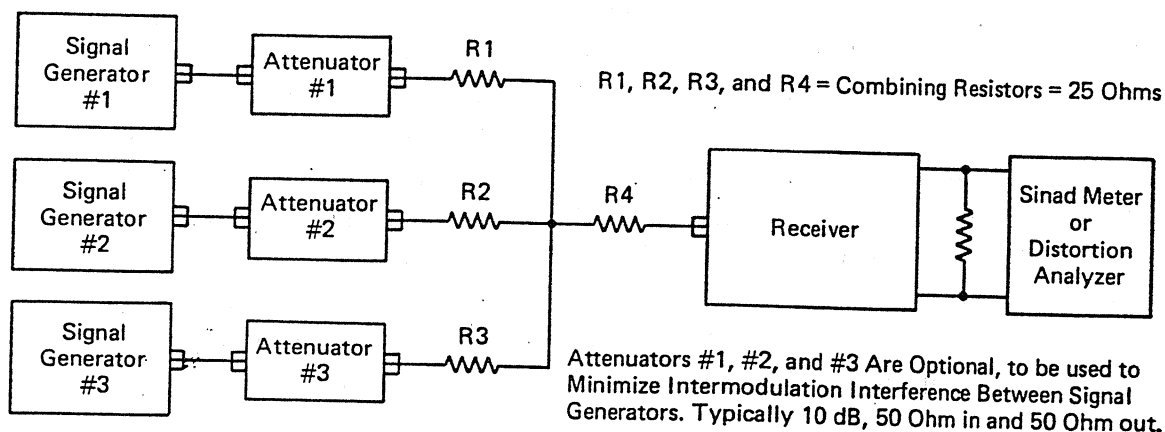 Signal
Generator
#1
Attenuator
#1
R1
R1, R2, R3, and R4 = Combining Resistors = 25 Ohms
Signal
Generator
#2
Attenuator
#2
R2
R4
Receiver
Sinad Meter
or
Distortion
Analyzer
Signal
Generator
#3
Attenuator
#3
R3
Attenuators #1, #2, and #3 Are Optional, to be used to
Minimize Intermodulation Interference Between Signal
Generators. Typically 10 dB, 50 Ohm in and 50 Ohm out.